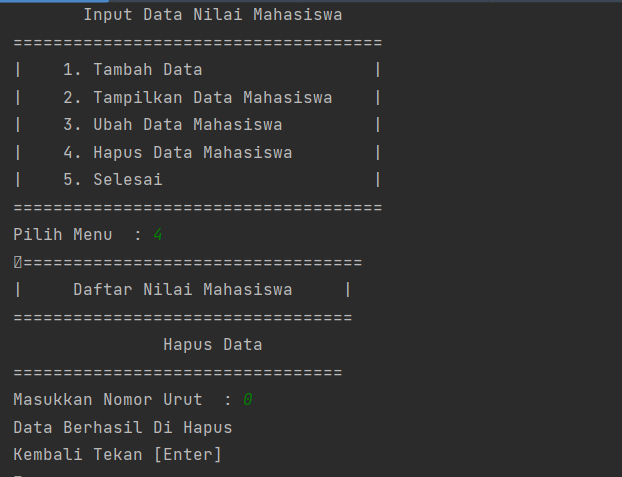 Input Data Nilai Mahasiswa
=====================================
|    1. Tambah Data                 |
|    2. Tampilkan Data Mahasiswa    |
|    3. Ubah Data Mahasiswa         |
|    4. Hapus Data Mahasiswa        |
|    5. Selesai                     |
=====================================
Pilih Menu  : 4
==================================
|     Daftar Nilai Mahasiswa     |
==================================
Hapus Data
=================================
Masukkan Nomor Urut  : 0
Data Berhasil Di Hapus
Kembali Tekan [Enter]